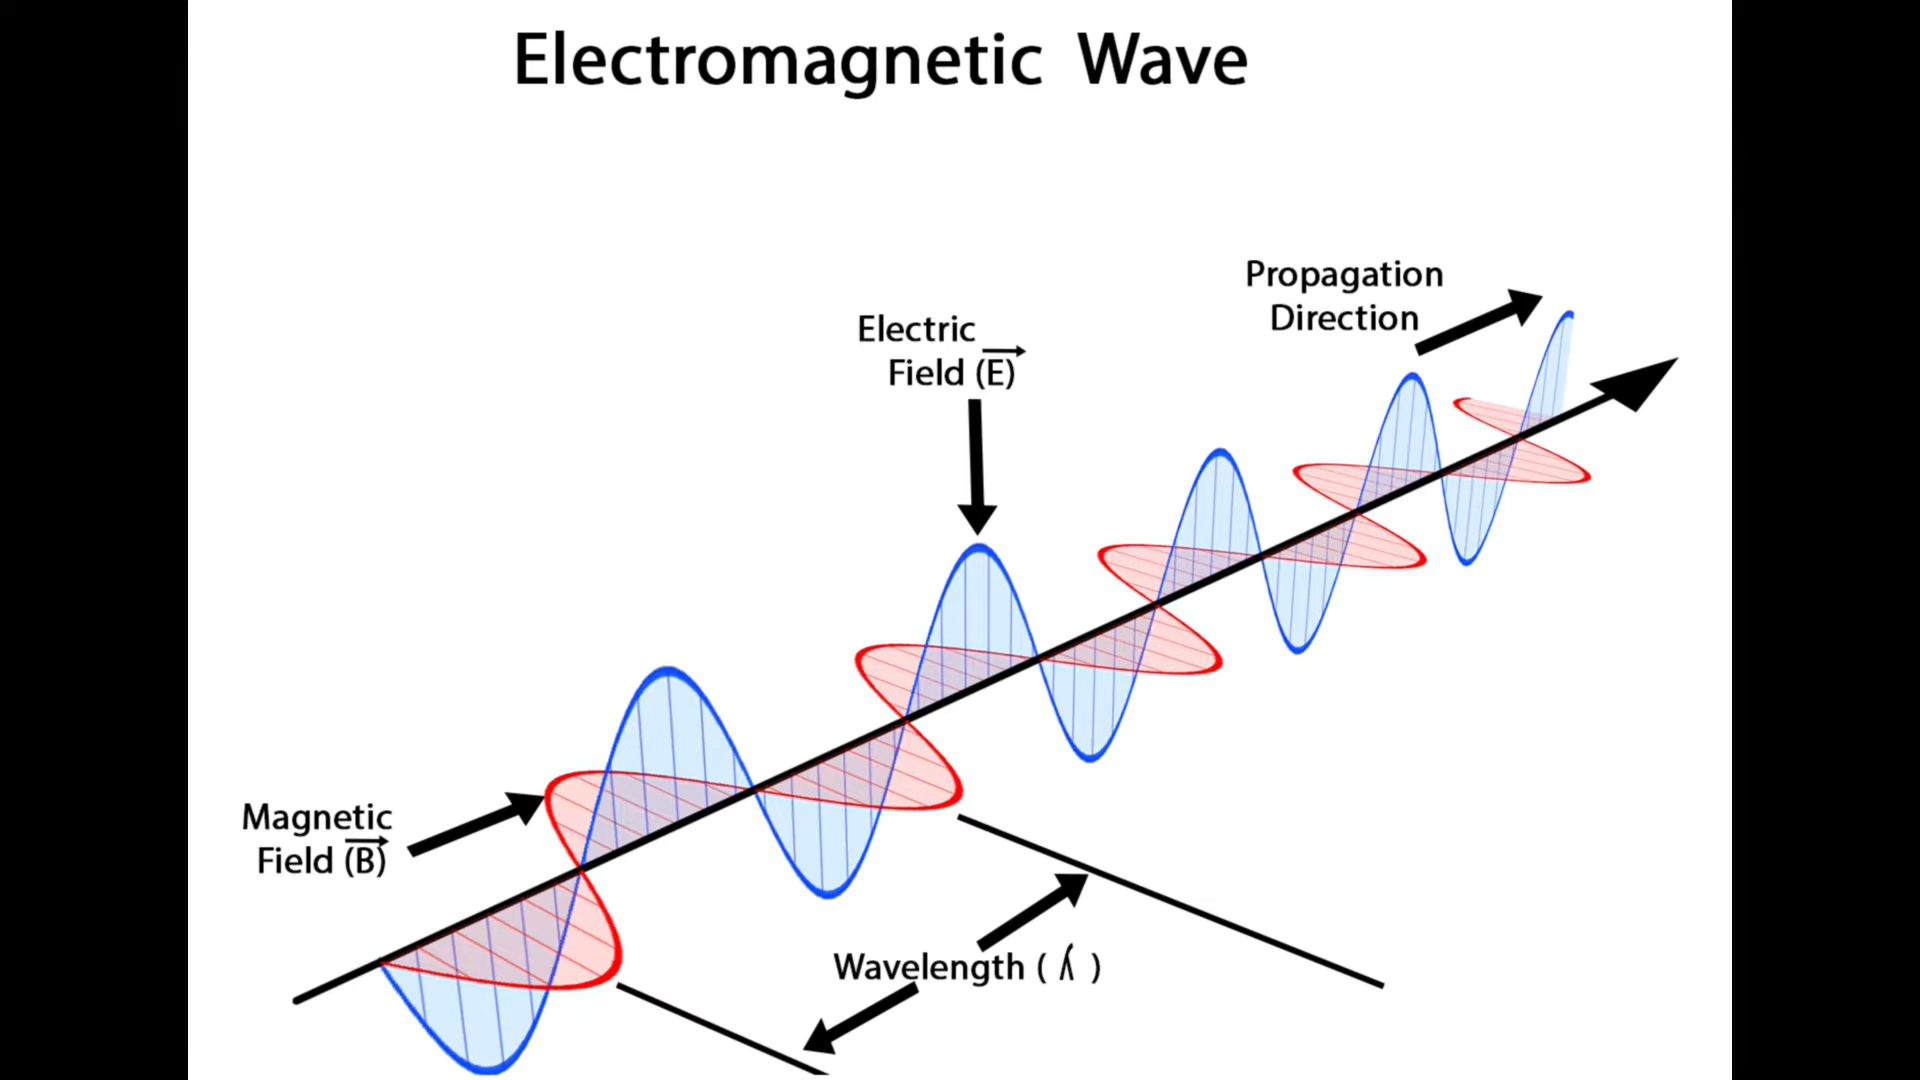 Electromagnetic Wave
Propagation
Direction
Electric
Field (E)
Magnetic
Field (B)
Wavelength ( λ )